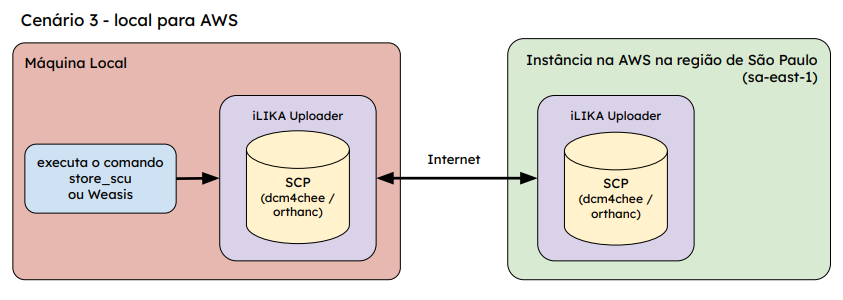 Cenário 3 - local para AWS
Máquina Local
executa o comando
store_scu
ou Weasis
iLIKA Uploader
SCP
(dcm4chee /
orthanc)
Internet
Instância na AWS na região de São Paulo
(sa-east-1)
iLIKA Uploader
SCP
(dcm4chee /
orthanc)